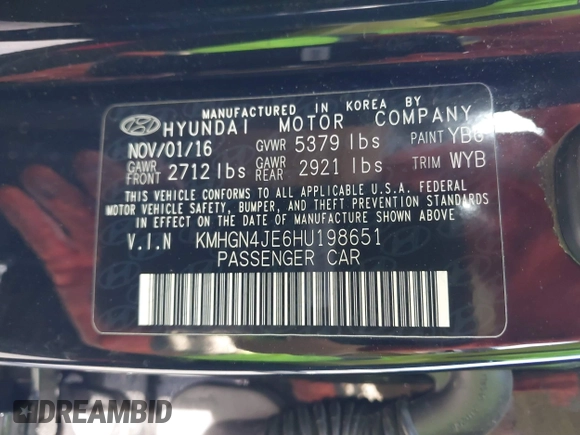 MANUFACTURED IN KOREA BY
HYUNDAI MOTOR COMPANY
NOV/01/16 GVWR 5379 lbs PAINT YBG
GAWR FRONT 2712 lbs GAWR REAR 2921 lbs TRIM WYB
THIS VEHICLE CONFORMS TO ALL APPLICABLE U.S.A. FEDERAL
MOTOR VEHICLE SAFETY, BUMPER, AND THEFT PREVENTION STANDARDS
IN EFFECT ON THE DATE OF MANUFACTURE SHOWN ABOVE.
V.I.N KMHGN4JE6HU198651
PASSENGER CAR
DREAMBID